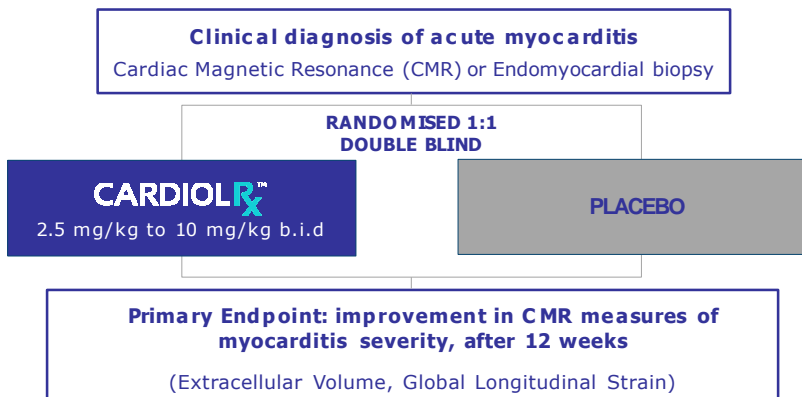 Clinical diagnosis of acute myocarditis
Cardiac Magnetic Resonance (CMR) or Endomyocardial biopsy
RANDOMISED 1:1
DOUBLE BLIND
CARDIOLRx™
2.5 mg/kg to 10 mg/kg b.i.d
PLACEBO
Primary Endpoint: improvement in CMR measures of
myocarditis severity, after 12 weeks
(Extracellular Volume, Global Longitudinal Strain)